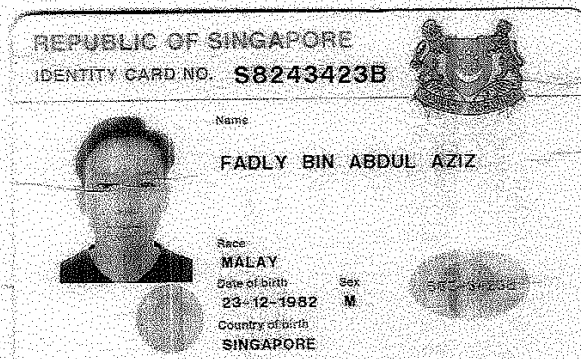 REPUBLIC OF SINGAPORE
IDENTITY CARD NO. S8243423B
Name
FADLY BIN ABDUL AZIZ
Race
MALAY
Date of birth Sex
23-12-1982 M
Country of birth
SINGAPORE